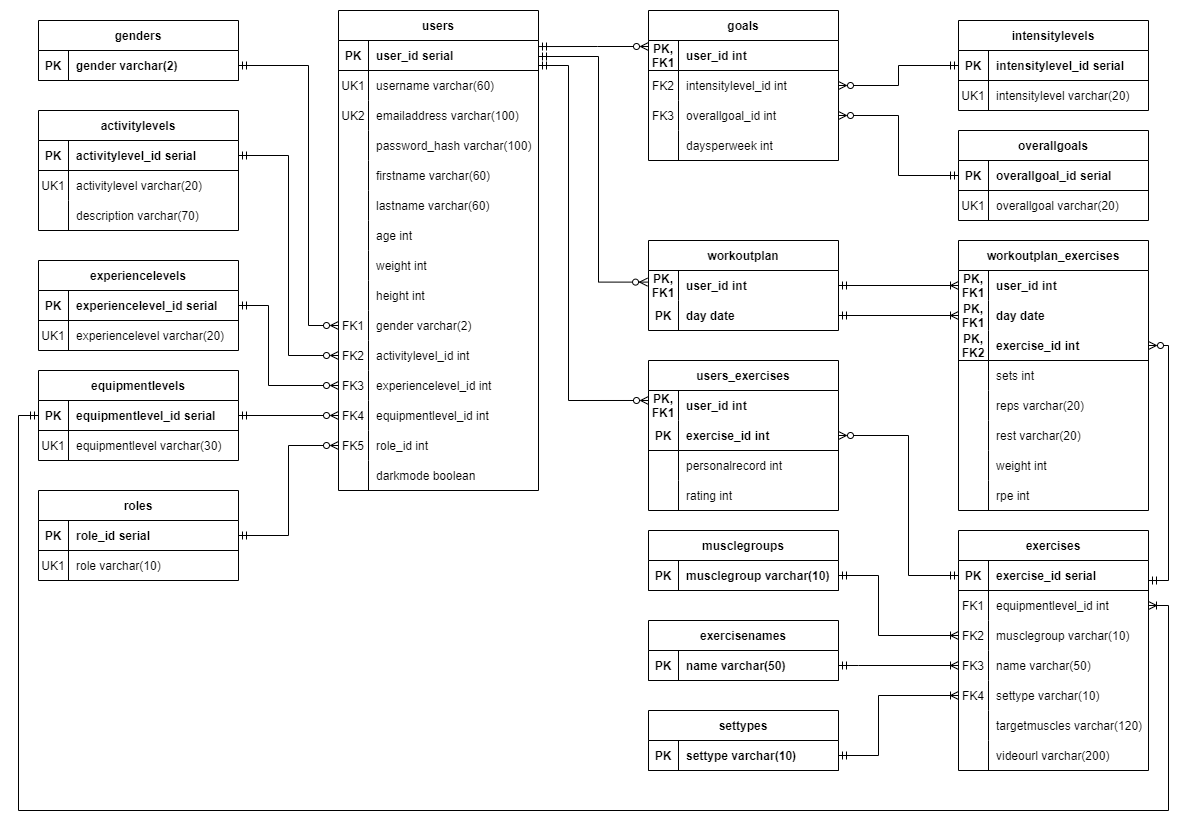 genders
PK gender varchar(2)
activitylevels
PK activitylevel_id serial
UK1 activitylevel varchar(20)
description varchar(70)
experiencelevels
PK experiencelevel_id serial
UK1 experiencelevel varchar(20)
equipmentlevels
PK equipmentlevel_id serial
UK1 equipmentlevel varchar(30)
roles
PK role_id serial
UK1 role varchar(10)
users
PK user_id serial
UK1 username varchar(60)
UK2 emailaddress varchar(100)
password_hash varchar(100)
firstname varchar(60)
lastname varchar(60)
age int
weight int
height int
FK1 gender varchar(2)
FK2 activitylevel_id int
FK3 experiencelevel_id int
FK4 equipmentlevel_id int
FK5 role_id int
darkmode boolean
goals
PK, FK1 user_id int
FK2 intensitylevel_id int
FK3 overallgoal_id int
daysperweek int
workoutplan
PK, FK1 user_id int
PK day date
users_exercises
PK, FK1 user_id int
PK exercise_id int
personalrecord int
rating int
musclegroups
PK musclegroup varchar(10)
exercisenames
PK name varchar(50)
settypes
PK settype varchar(10)
intensitylevels
PK intensitylevel_id serial
UK1 intensitylevel varchar(20)
overallgoals
PK overallgoal_id serial
UK1 overallgoal varchar(20)
workoutplan_exercises
PK, FK1 user_id int
PK, FK1 day date
PK, FK2 exercise_id int
sets int
reps varchar(20)
rest varchar(20)
weight int
rpe int
exercises
PK exercise_id serial
FK1 equipmentlevel_id int
FK2 musclegroup varchar(10)
FK3 name varchar(50)
FK4 settype varchar(10)
targetmuscles varchar(120)
videourl varchar(200)